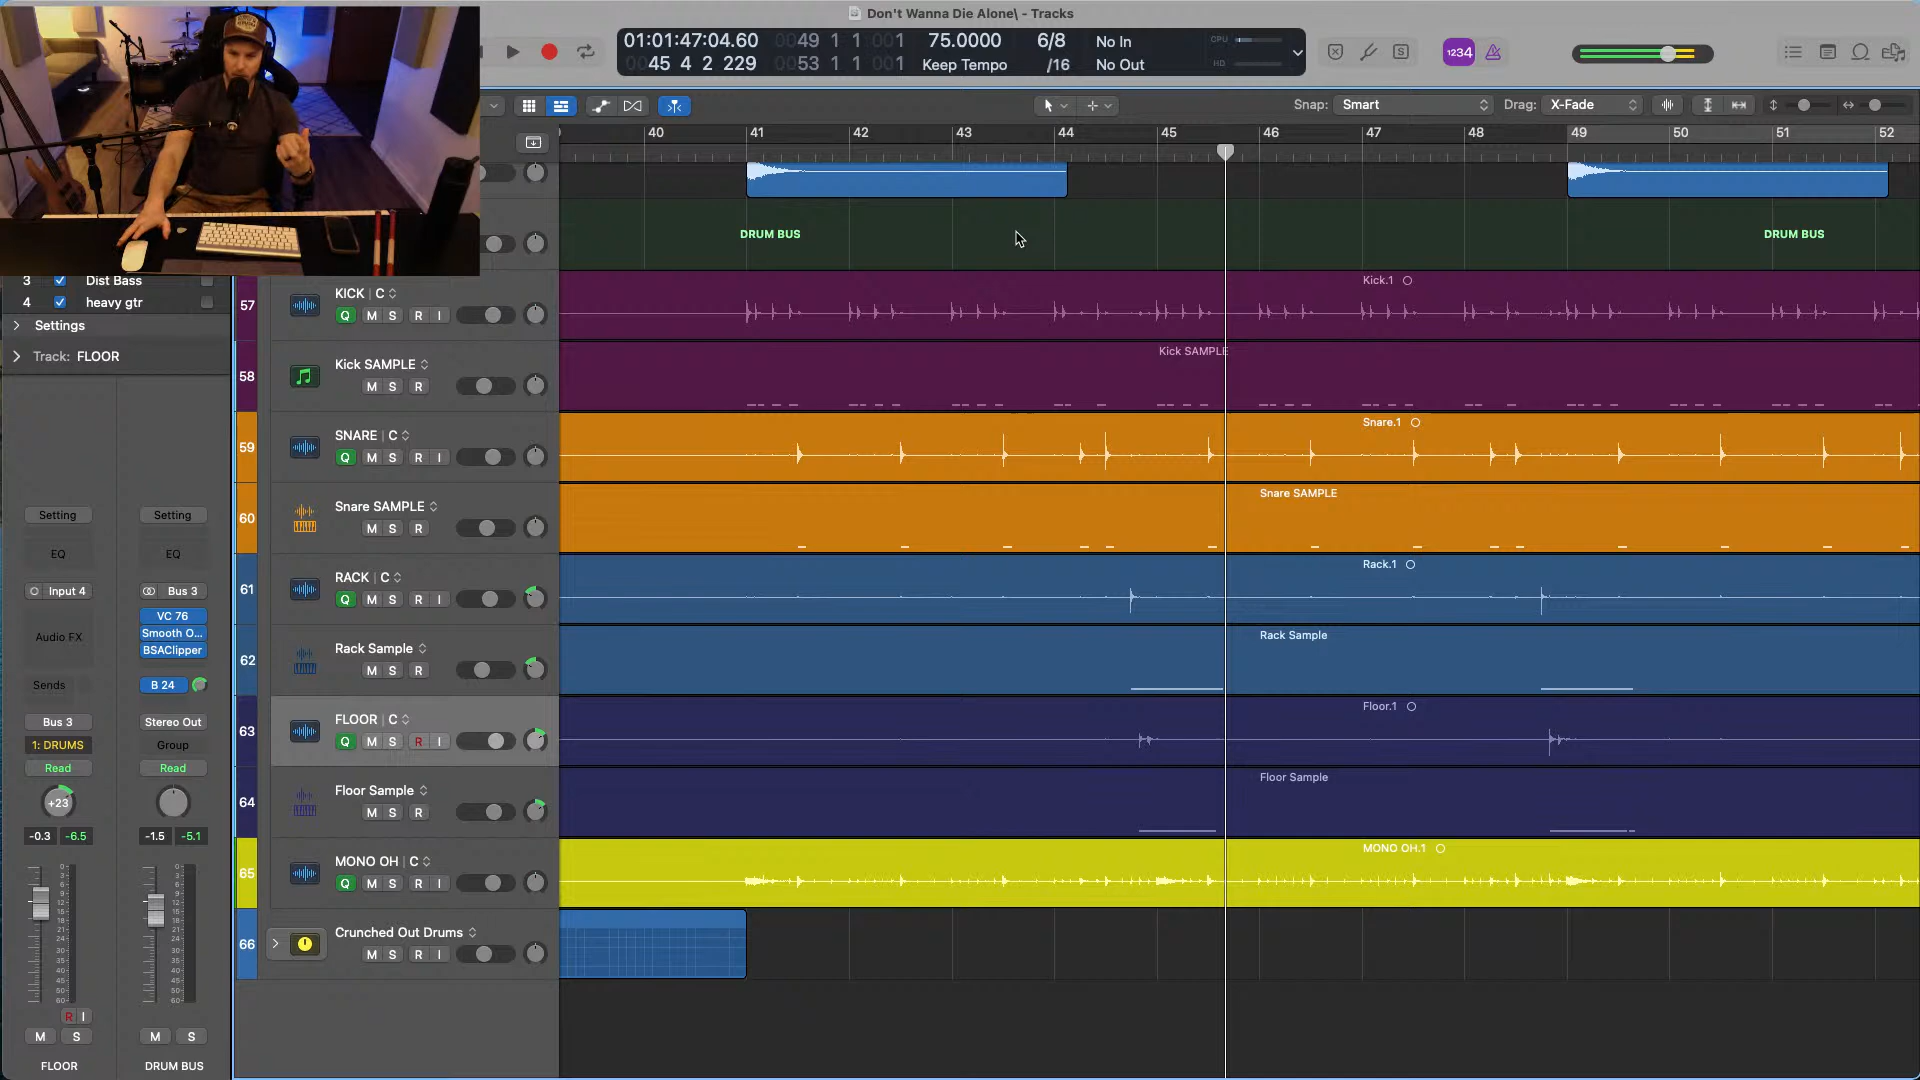 Don't Wanna Die Alone\ - Tracks
01:01:47:04.60 0049 1 1 001 75.0000 6/8 No In CPU
0045 4 2 229 0053 1 1 001 Keep Tempo /16 No Out HD
S 1234
Snap: Smart Drag: X-Fade
40 41 42 43 44 45 46 47 48 49 50 51 52
DRUM BUS DRUM BUS
3 Dist Bass
4 heavy gtr
Settings
Track: FLOOR
57 KICK | C Kick.1
Q M S R I
58 Kick SAMPLE Kick SAMPLE
M S R
59 SNARE | C Snare.1
Q M S R I
60 Snare SAMPLE Snare SAMPLE
M S R
61 RACK | C Rack.1
Q M S R I
62 Rack Sample Rack Sample
M S R
63 FLOOR | C Floor.1
Q M S R I
64 Floor Sample Floor Sample
M S R
65 MONO OH | C MONO OH.1
Q M S R I
66 Crunched Out Drums
M S R I
Setting Setting
EQ EQ
Input 4 Bus 3
VC 76
Audio FX Smooth O...
BSAClipper
Sends B 24
Bus 3 Stereo Out
1: DRUMS Group
Read Read
+23
-0.3 -6.5 -1.5 -5.1
R I
M S M S
FLOOR DRUM BUS